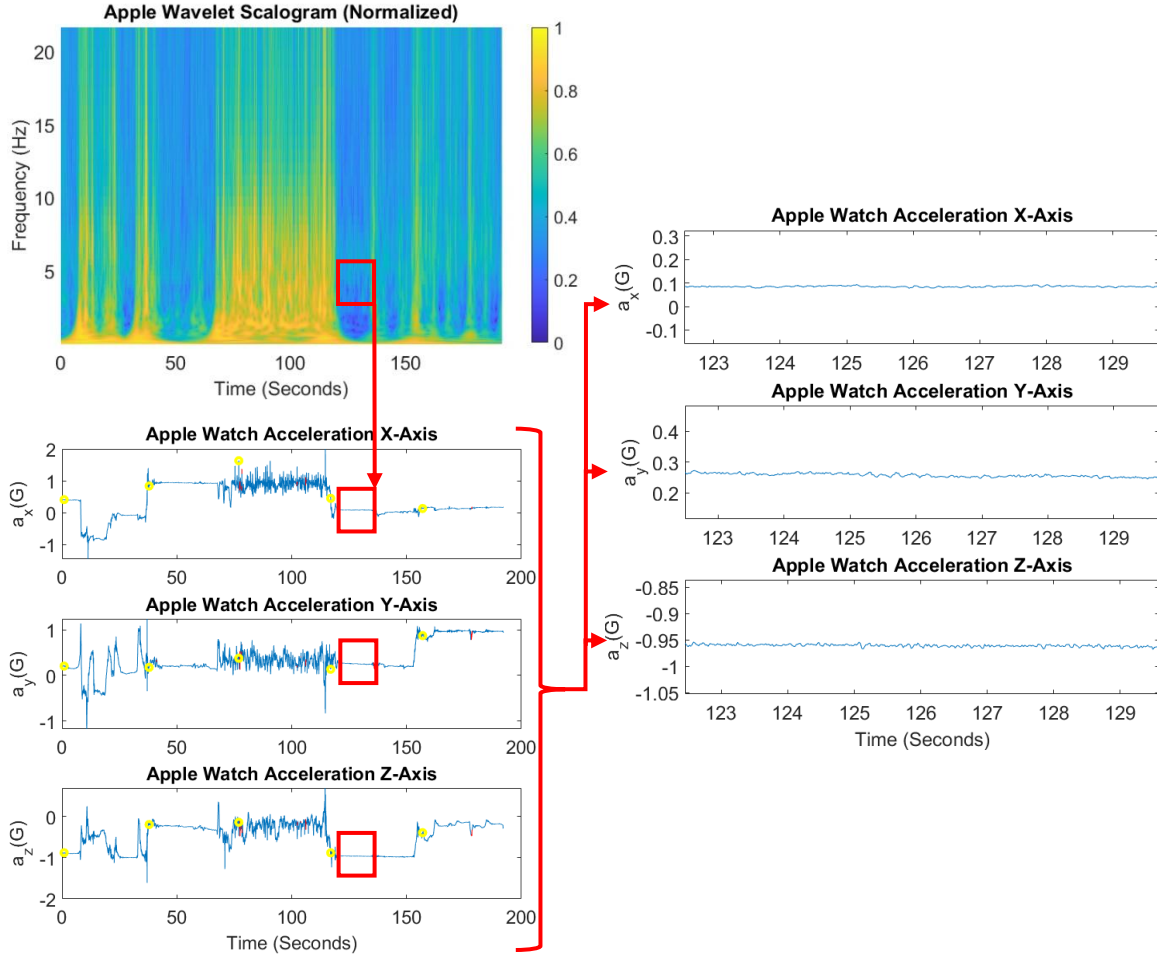 Apple Wavelet Scalogram (Normalized)
Frequency (Hz)
20
15
10
5
0 50 100 150
Time (Seconds)
1
0.8
0.6
0.4
0.2
0
Apple Watch Acceleration X-Axis
a_x(G)
2
1
0
-1
0 50 100 150 200
Apple Watch Acceleration Y-Axis
a_y(G)
1
0
-1
0 50 100 150 200
Apple Watch Acceleration Z-Axis
a_z(G)
0
-1
-2
0 50 100 150 200
Time (Seconds)
Apple Watch Acceleration X-Axis
a_x(G)
0.3
0.2
0.1
0
-0.1
123 124 125 126 127 128 129
Apple Watch Acceleration Y-Axis
a_y(G)
0.4
0.3
0.2
123 124 125 126 127 128 129
Apple Watch Acceleration Z-Axis
a_z(G)
-0.85
-0.9
-0.95
-1
-1.05
123 124 125 126 127 128 129
Time (Seconds)